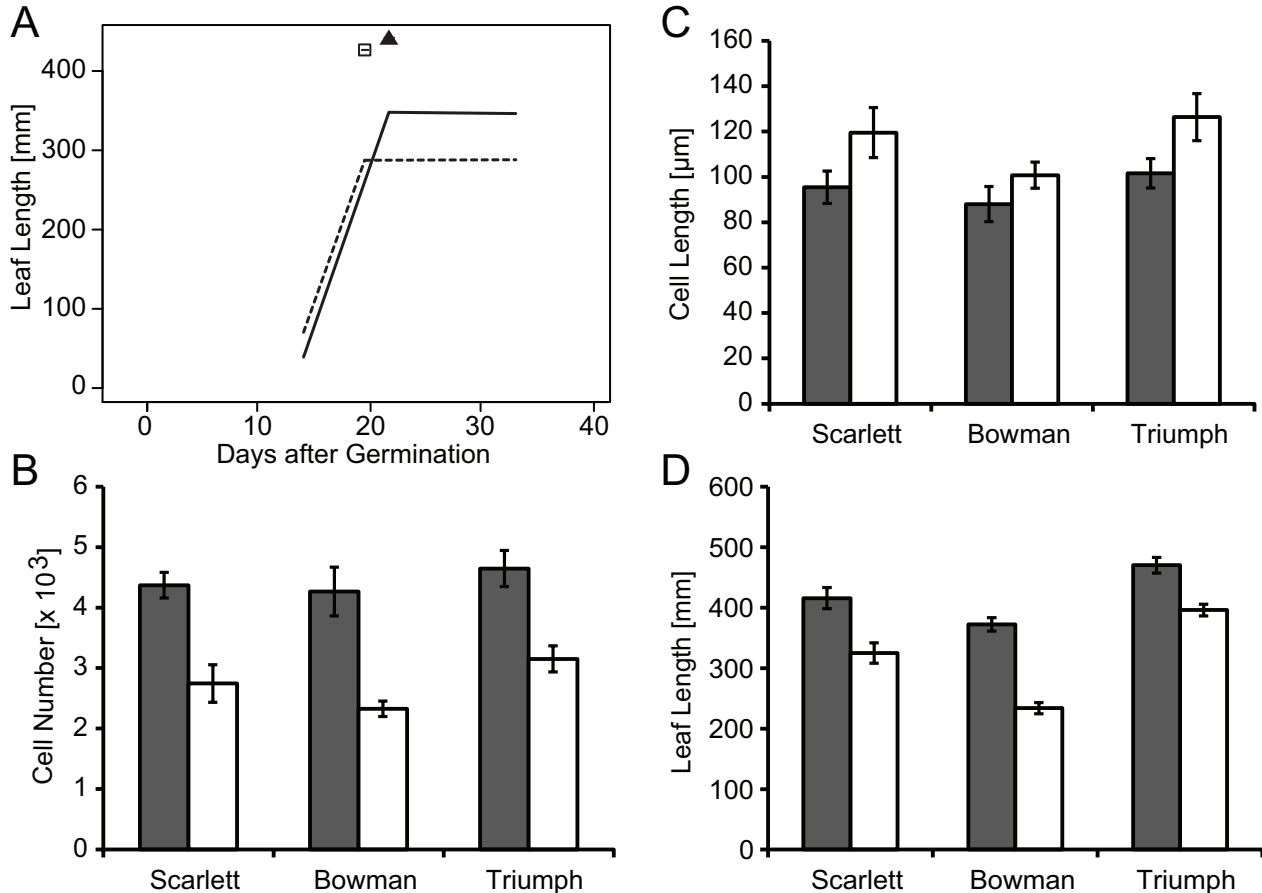 A
Leaf Length [mm]
400
300
200
100
0
0 10 20 30 40
Days after Germination
B
Cell Number [x 10^3]
6
5
4
3
2
1
0
Scarlett Bowman Triumph
C
Cell Length [µm]
160
140
120
100
80
60
40
20
0
Scarlett Bowman Triumph
D
Leaf Length [mm]
600
500
400
300
200
100
0
Scarlett Bowman Triumph